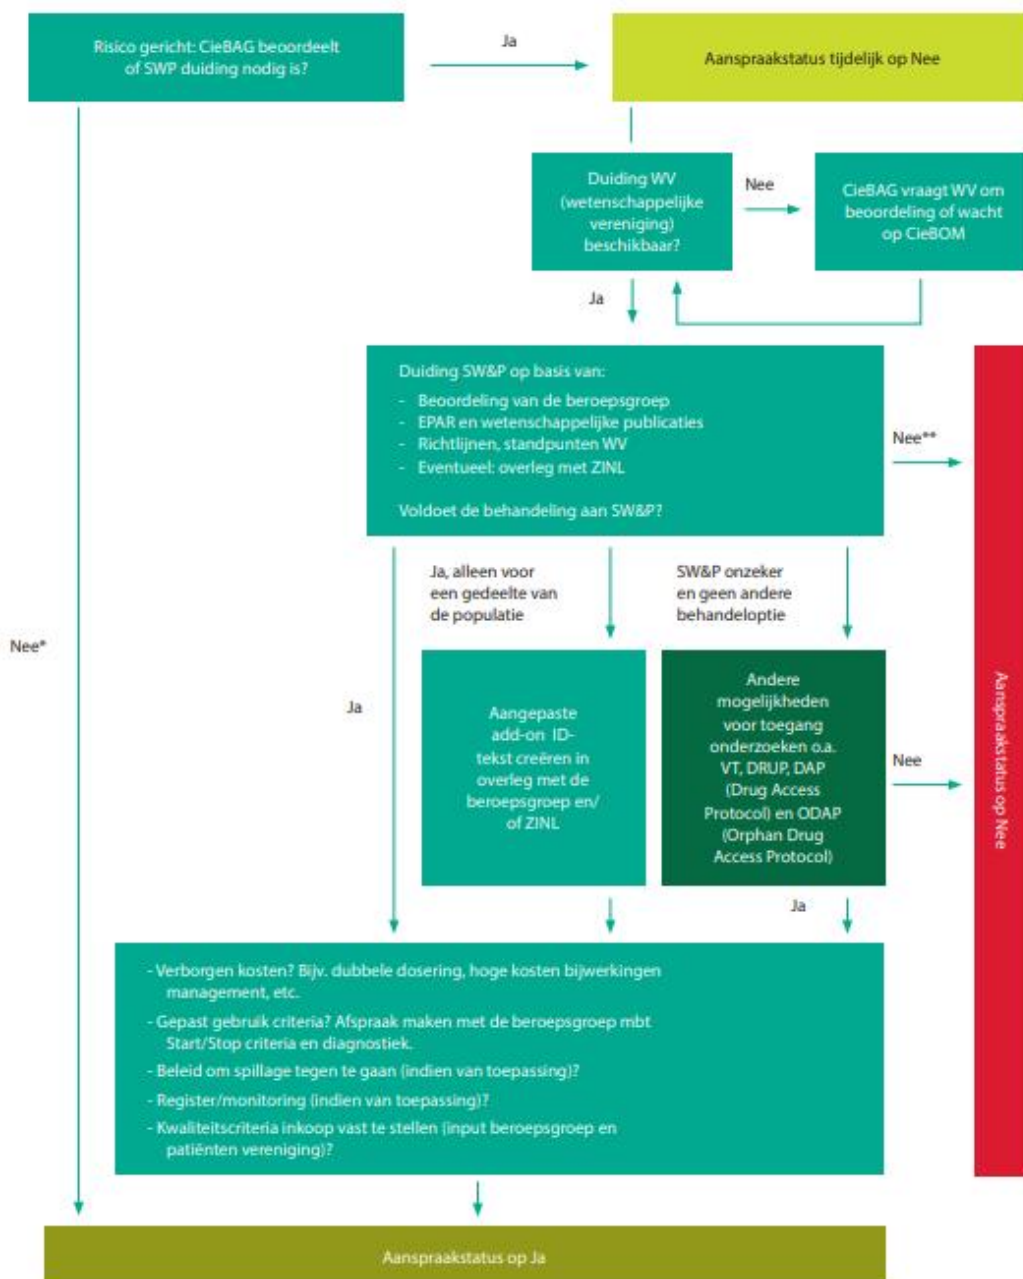 Risico gericht: CieBAG beoordeelt
of SWP duiding nodig is?
Ja
Aanspraakstatus tijdelijk op Nee
Duiding WV
(wetenschappelijke
vereniging)
beschikbaar?
Nee
CieBAG vraagt WV om
beoordeling of wacht
op CieBOM
Ja
Duiding SW&P op basis van:
- Beoordeling van de beroepsgroep
- EPAR en wetenschappelijke publicaties
- Richtlijnen, standpunten WV
- Eventueel: overleg met ZINL
Voldoet de behandeling aan SW&P?
Nee**
Ja, alleen voor
een gedeelte van
de populatie
SW&P onzeker
en geen andere
behandeloptie
Nee*
Ja
Aangepaste
add-on ID-
tekst creëren in
overleg met de
beroepsgroep en/
of ZINL
Andere
mogelijkheden
voor toegang
onderzoeken o.a.
VT, DRUP, DAP
(Drug Access
Protocol) en ODAP
(Orphan Drug
Access Protocol)
Nee
Aanspraakstatus op Nee
Ja
- Verborgen kosten? Bijv. dubbele dosering, hoge kosten bijwerkingen
management, etc.
- Gepast gebruik criteria? Afspraak maken met de beroepsgroep mbt
Start/Stop criteria en diagnostiek.
- Beleid om spillage tegen te gaan (indien van toepassing)?
- Register/monitoring (indien van toepassing)?
- Kwaliteitscriteria inkoop vast te stellen (input beroepsgroep en
patiënten vereniging)?
Aanspraakstatus op Ja